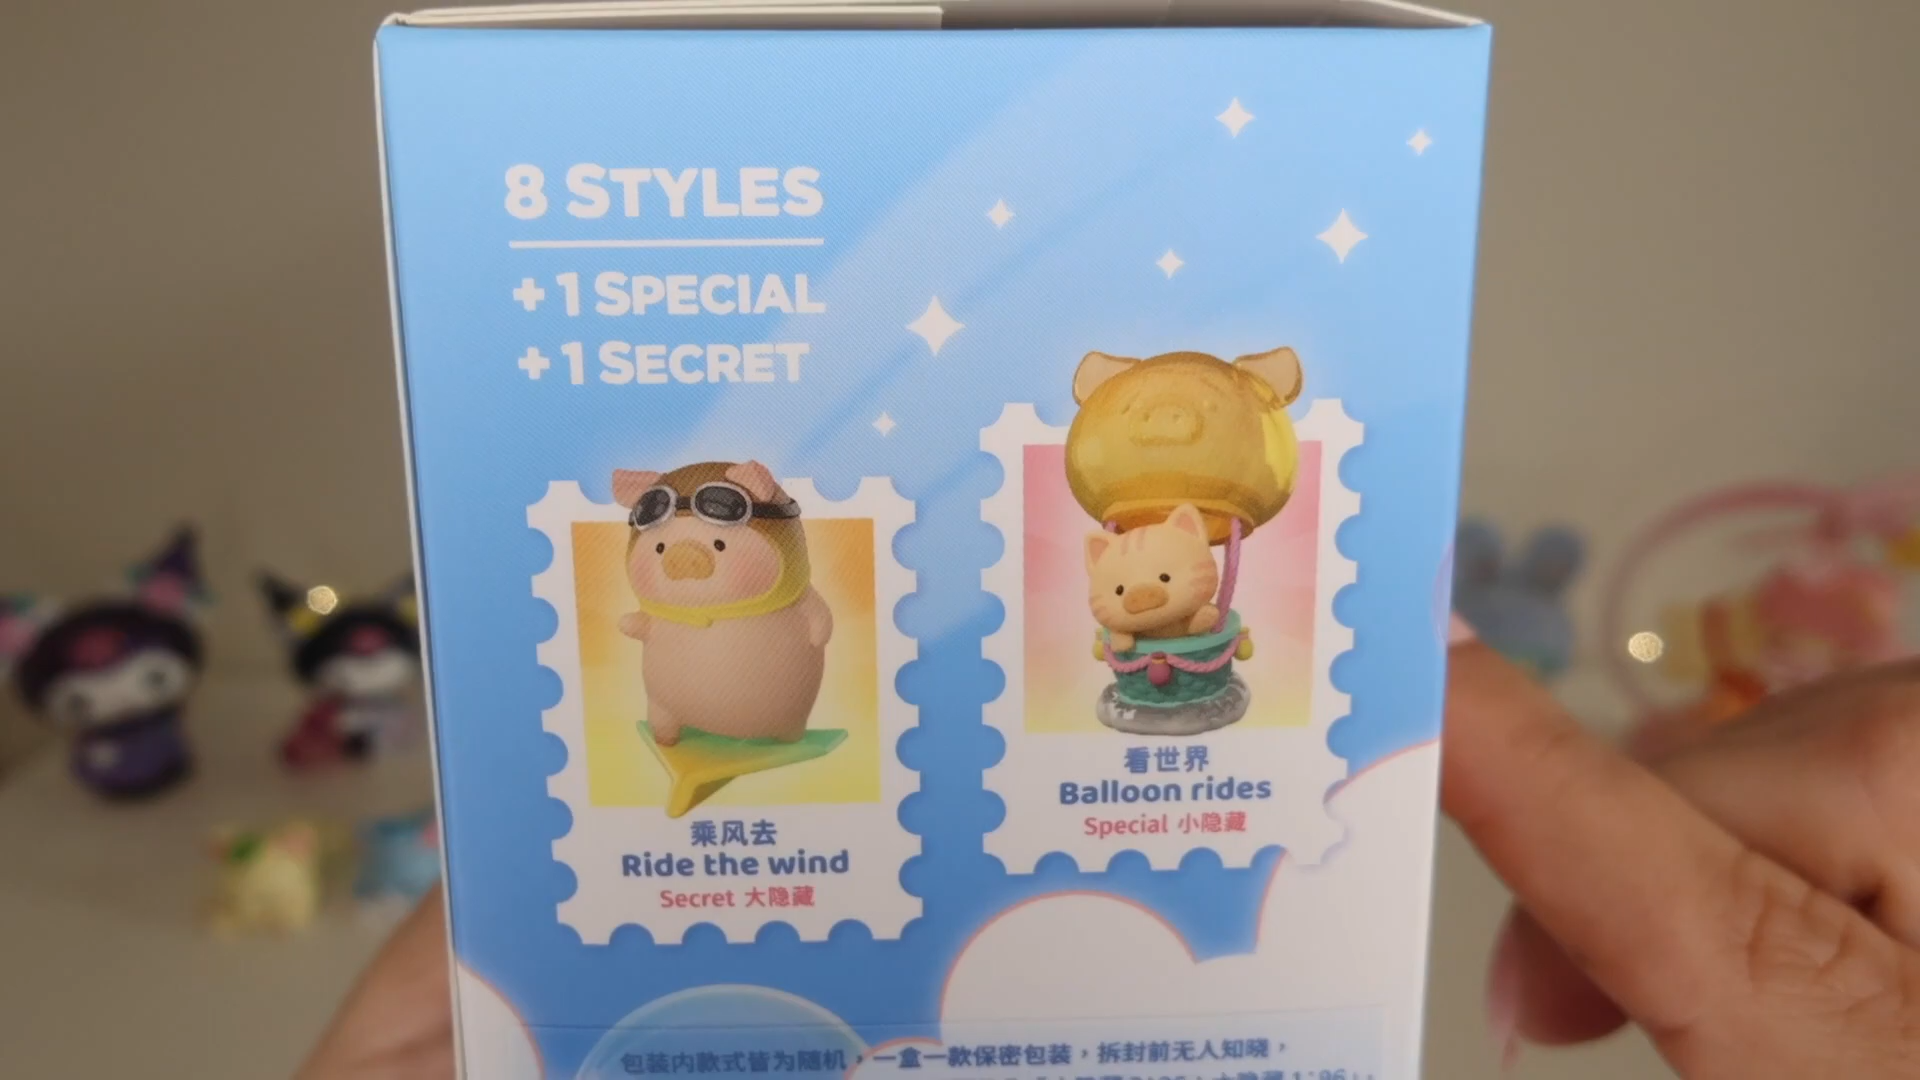 8 STYLES
+ 1 SPECIAL
+ 1 SECRET
看世界
Balloon rides
Special 小隐藏
乘风去
Ride the wind
Secret 大隐藏
包装内款式皆为随机，一盒一款保密包装，拆封前无人知晓，